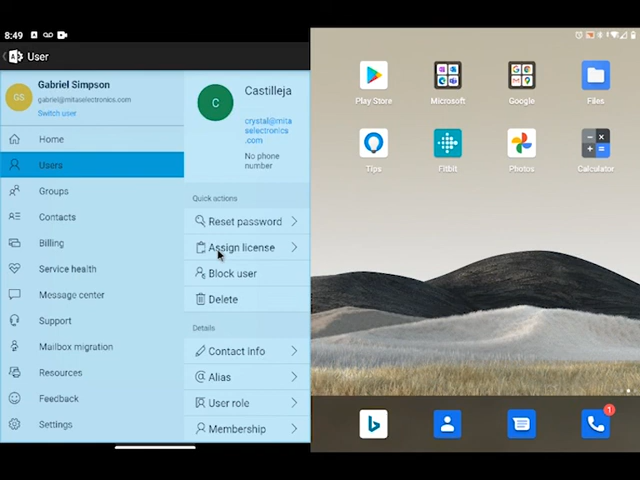 8:49
User
GS
Gabriel Simpson
gabriel@mitaselectronics.com
Switch user
Home
Users
Groups
Contacts
Billing
Service health
Message center
Support
Mailbox migration
Resources
Feedback
Settings
C
Castilleja
crystal@mita
selectronics
.com
No phone
number
Quick actions
Reset password
Assign license
Block user
Delete
Details
Contact info
Alias
User role
Membership
Play Store
Microsoft
Google
Files
Tips
Fitbit
Photos
Calculator
1